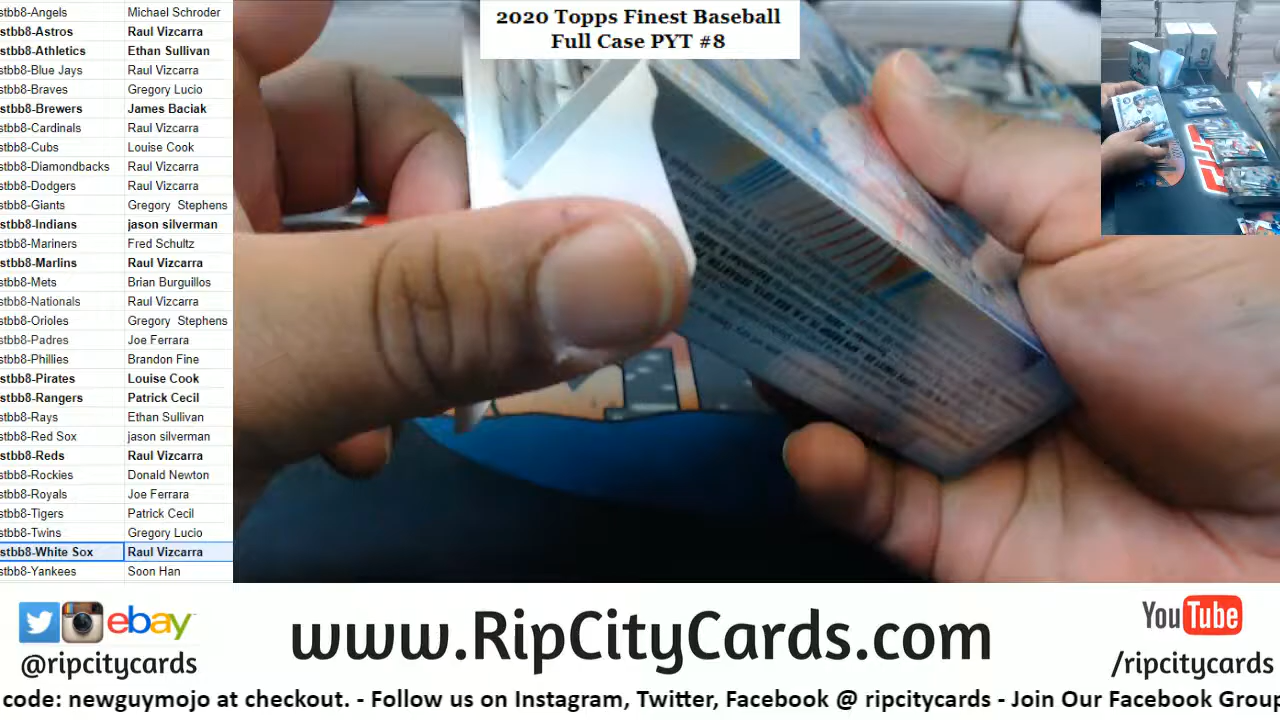 2020 Topps Finest Baseball
Full Case PYT #8
stbb8-Angels Michael Schroder
stbb8-Astros Raul Vizcarra
stbb8-Athletics Ethan Sullivan
stbb8-Blue Jays Raul Vizcarra
stbb8-Braves Gregory Lucio
stbb8-Brewers James Baciak
stbb8-Cardinals Raul Vizcarra
stbb8-Cubs Louise Cook
stbb8-Diamondbacks Raul Vizcarra
stbb8-Dodgers Raul Vizcarra
stbb8-Giants Gregory Stephens
stbb8-Indians jason silverman
stbb8-Mariners Fred Schultz
stbb8-Marlins Raul Vizcarra
stbb8-Mets Brian Burguillos
stbb8-Nationals Raul Vizcarra
stbb8-Orioles Gregory Stephens
stbb8-Padres Joe Ferrara
stbb8-Phillies Brandon Fine
stbb8-Pirates Louise Cook
stbb8-Rangers Patrick Cecil
stbb8-Rays Ethan Sullivan
stbb8-Red Sox jason silverman
stbb8-Reds Raul Vizcarra
stbb8-Rockies Donald Newton
stbb8-Royals Joe Ferrara
stbb8-Tigers Patrick Cecil
stbb8-Twins Gregory Lucio
stbb8-White Sox Raul Vizcarra
stbb8-Yankees Soon Han
ebay
@ripcitycards
www.RipCityCards.com
YouTube
/ripcitycards
code: newguymojo at checkout. - Follow us on Instagram, Twitter, Facebook @ ripcitycards - Join Our Facebook Group